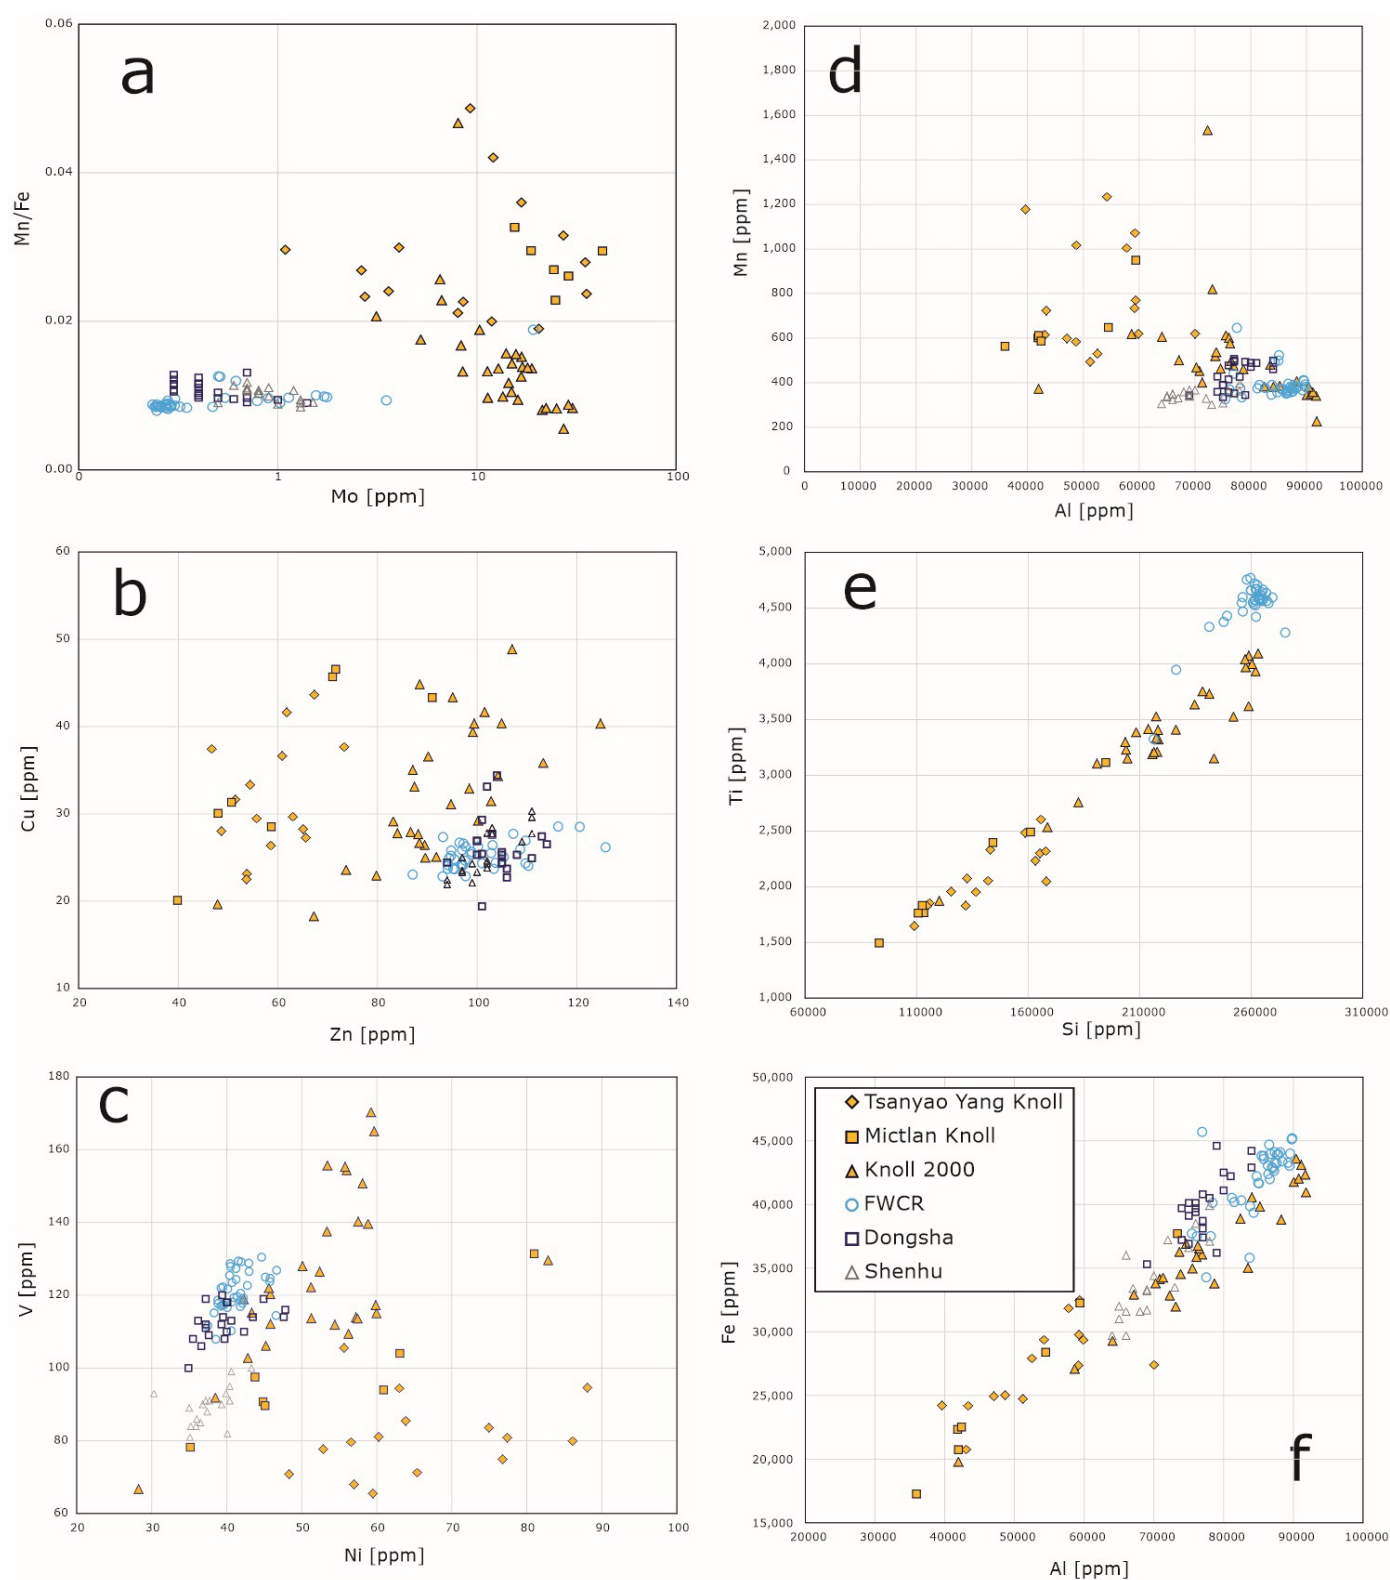 a
0.06
0.04
0.02
0.00
Mn/Fe
0 1 10 100
Mo [ppm]
d
2,000
1,800
1,600
1,400
1,200
1,000
800
600
400
200
0
Mn [ppm]
0 10000 20000 30000 40000 50000 60000 70000 80000 90000 100000
Al [ppm]
b
60
50
40
30
20
10
Cu [ppm]
20 40 60 80 100 120 140
Zn [ppm]
e
5,000
4,500
4,000
3,500
3,000
2,500
2,000
1,500
1,000
Ti [ppm]
60000 110000 160000 210000 260000 310000
Si [ppm]
c
180
160
140
120
100
80
60
V [ppm]
20 30 40 50 60 70 80 90 100
Ni [ppm]
f
50,000
45,000
40,000
35,000
30,000
25,000
20,000
15,000
Fe [ppm]
Tsanyao Yang Knoll
Mictlan Knoll
Knoll 2000
FWCR
Dongsha
Shenhu
20000 30000 40000 50000 60000 70000 80000 90000 100000
Al [ppm]